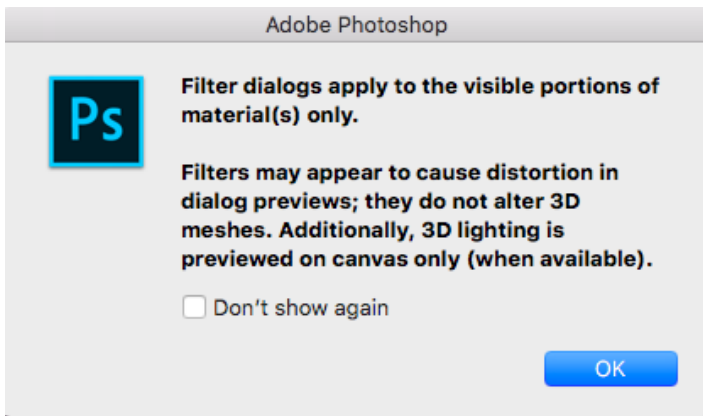 Adobe Photoshop
Ps
Filter dialogs apply to the visible portions of
material(s) only.
Filters may appear to cause distortion in
dialog previews; they do not alter 3D
meshes. Additionally, 3D lighting is
previewed on canvas only (when available).
Don't show again
OK